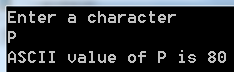 Enter a character
P
ASCII value of P is 80